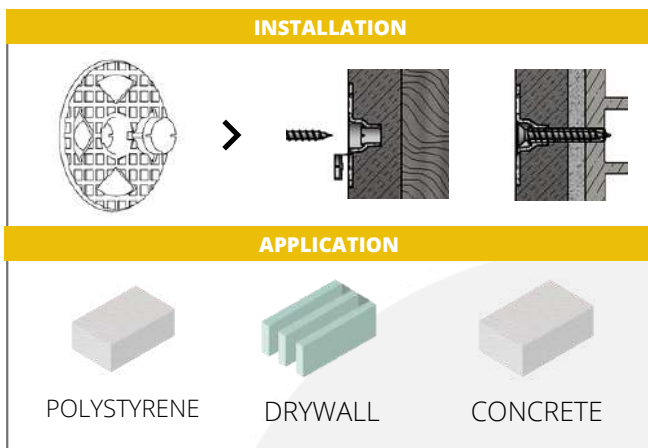 INSTALLATION
APPLICATION
POLYSTYRENE
DRYWALL
CONCRETE